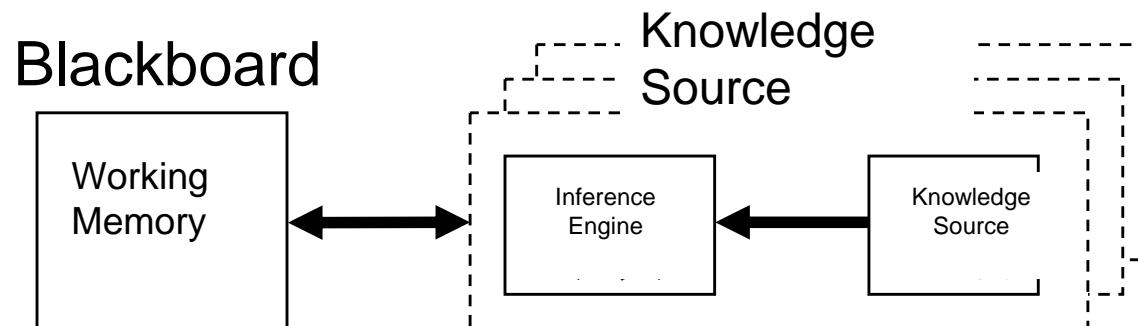 Blackboard
Knowledge
Source
Working
Memory
Inference
Engine
Knowledge
Source